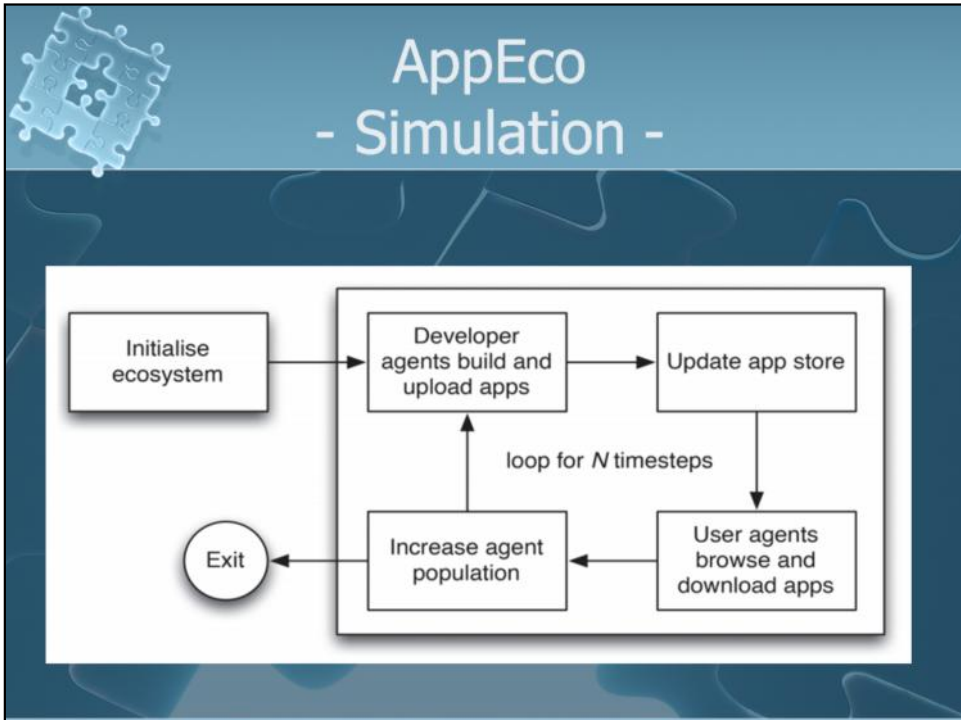 AppEco
- Simulation -
Initialise
ecosystem
Developer
agents build and
upload apps
Update app store
loop for N timesteps
User agents
browse and
download apps
Increase agent
population
Exit